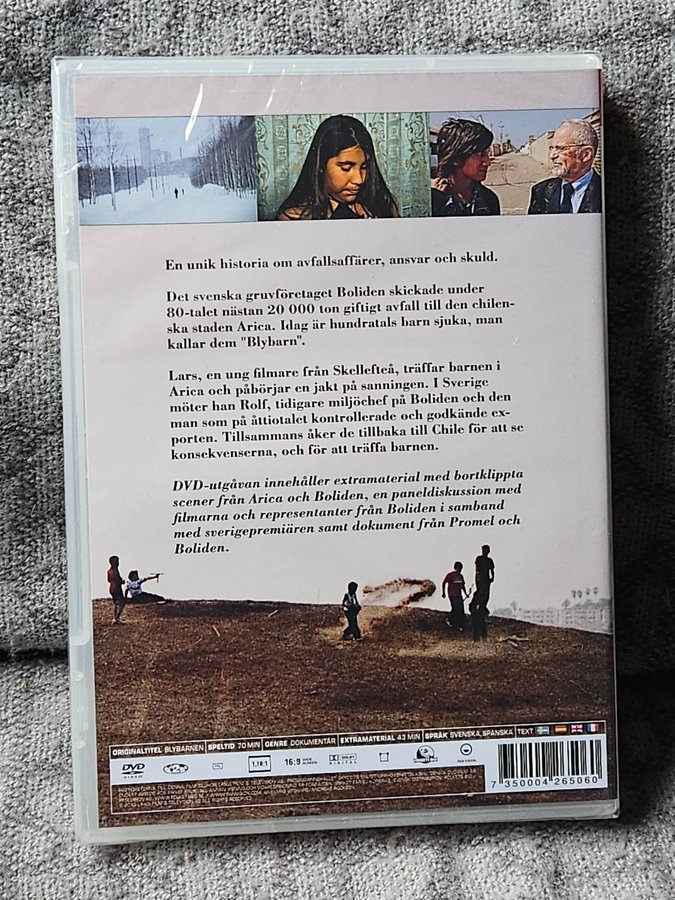 En unik historia om avfallsaffärer, ansvar och skuld.
Det svenska gruvföretaget Boliden skickade under
80-talet nästan 20 000 ton giftigt avfall till den chilen-
ska staden Arica. Idag är hundratals barn sjuka, man
kallar dem "Blybarn".
Lars, en ung filmare från Skellefteå, träffar barnen i
Arica och påbörjar en jakt på sanningen. I Sverige
möter han Rolf, tidigare miljöchef på Boliden och den
man som på åttiotalet kontrollerade och godkände ex-
porten. Tillsammans åker de tillbaka till Chile för att se
konsekvenserna, och för att träffa barnen.
DVD-utgåvan innehåller extramaterial med bortklippta
scener från Arica och Boliden, en paneldiskussion med
filmarna och representanter från Boliden i samband
med sverigepremiären samt dokument från Promel och
Boliden.
ORIGINALTITEL BLYBARNEN SPELTID 70 MIN GENRE DOKUMENTÄR EXTRAMATERIAL 43 MIN SPRÅK SVENSKA, SPANSKA TEXT
DVD VIDEO 1,78:1 16:9 DOLBY DIGITAL
7 350004 265060